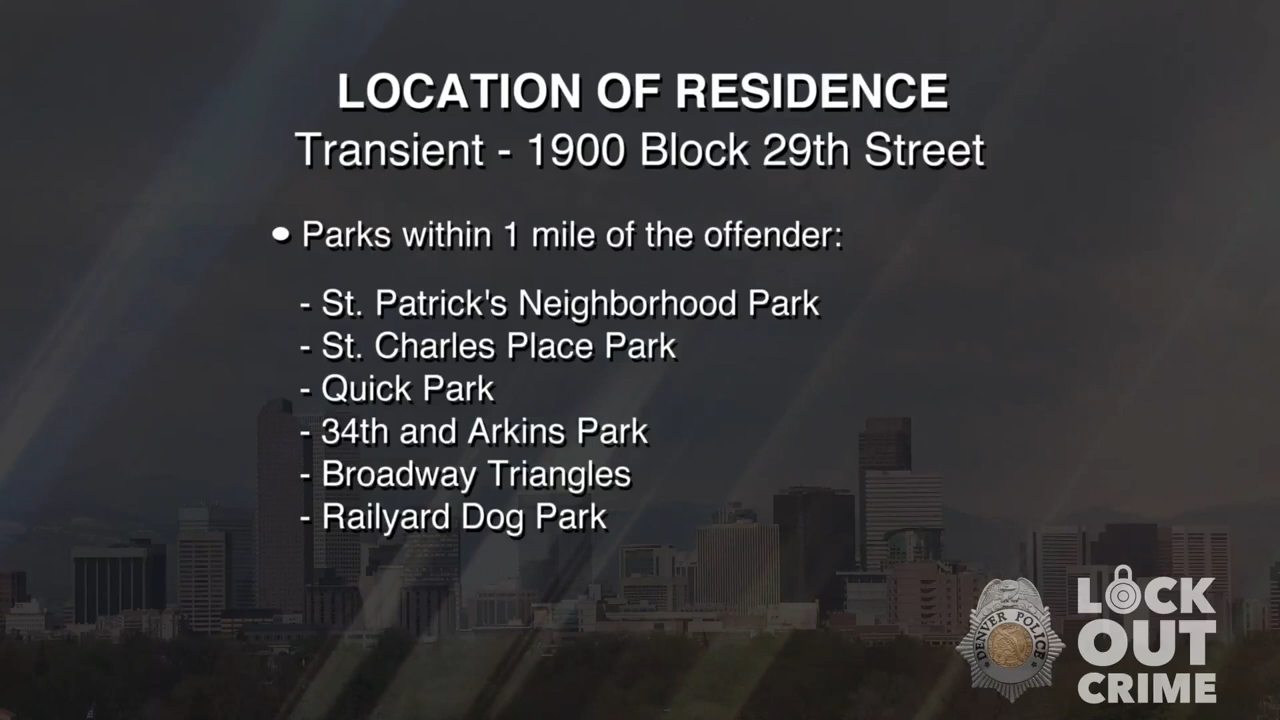 LOCATION OF RESIDENCE
Transient - 1900 Block 29th Street
• Parks within 1 mile of the offender:
- St. Patrick's Neighborhood Park
- St. Charles Place Park
- Quick Park
- 34th and Arkins Park
- Broadway Triangles
- Railyard Dog Park
DENVER POLICE
LOCK
OUT
CRIME